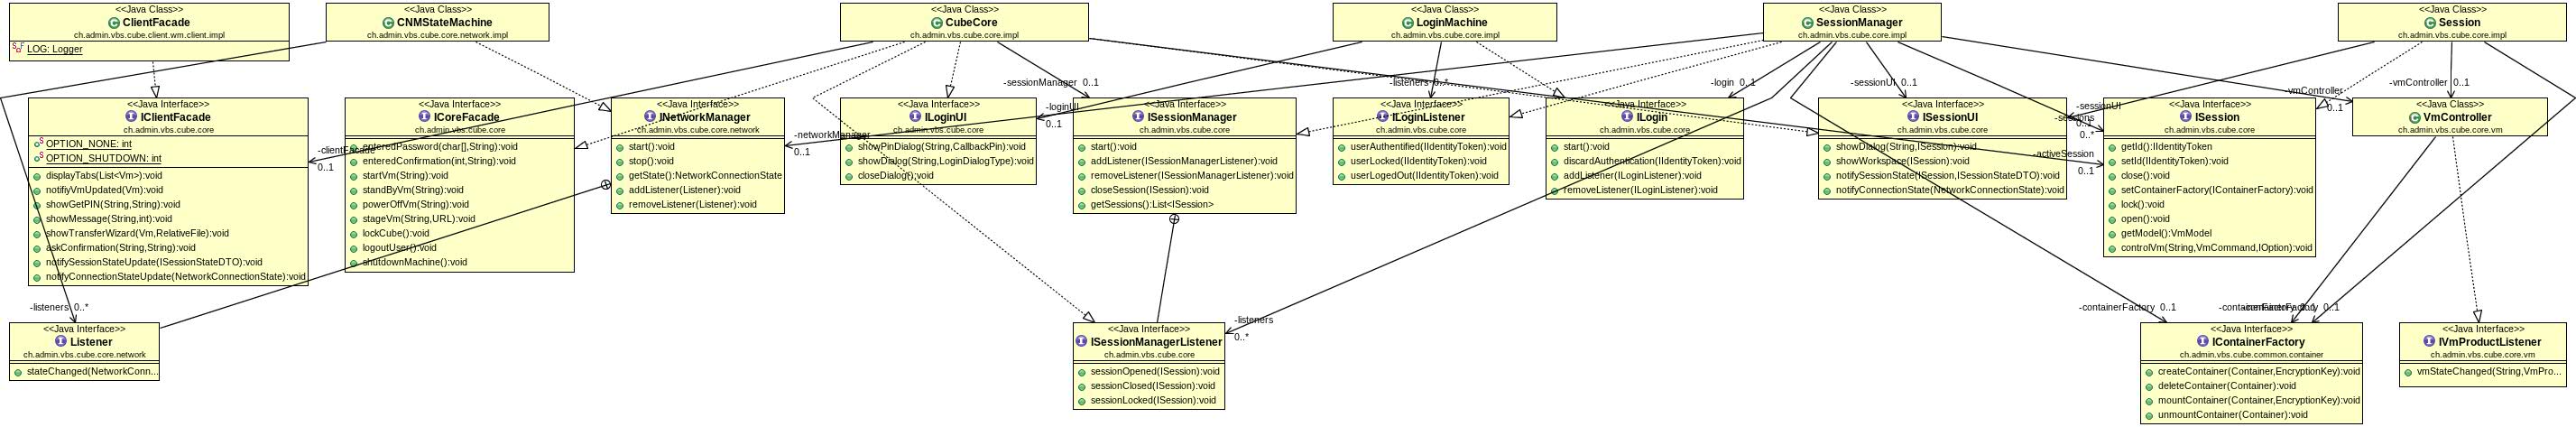 <<Java Class>>
ClientFacade
ch.admin.vbs.cube.client.wm.client.impl
LOG: Logger
<<Java Class>>
CNMStateMachine
ch.admin.vbs.cube.core.network.impl
<<Java Class>>
CubeCore
ch.admin.vbs.cube.core.impl
<<Java Class>>
LoginMachine
ch.admin.vbs.cube.core.impl
<<Java Class>>
SessionManager
ch.admin.vbs.cube.core.impl
<<Java Class>>
Session
ch.admin.vbs.cube.core.impl
-sessionManager 0..1
-listeners 0..*
-login 0..1
-sessionUI 0..1
-vmController 0..1
-vmController
0..1
<<Java Interface>>
IClientFacade
ch.admin.vbs.cube.core
OPTION_NONE: int
OPTION_SHUTDOWN: int
displayTabs(List<Vm>):void
notifiyVmUpdated(Vm):void
showGetPIN(String,String):void
showMessage(String,int):void
showTransferWizard(Vm,RelativeFile):void
askConfirmation(String,String):void
notifySessionStateUpdate(ISessionStateDTO):void
notifyConnectionStateUpdate(NetworkConnectionState):void
-clientFacade
0..1
<<Java Interface>>
ICoreFacade
ch.admin.vbs.cube.core
enteredPassword(char[],String):void
enteredConfirmation(int,String):void
startVm(String):void
standByVm(String):void
powerOffVm(String):void
stageVm(String,URL):void
lockCube():void
logoutUser():void
shutdownMachine():void
<<Java Interface>>
INetworkManager
ch.admin.vbs.cube.core.network
start():void
stop():void
getState():NetworkConnectionState
addListener(Listener):void
removeListener(Listener):void
-networkManager
0..1
<<Java Interface>>
ILoginUI
ch.admin.vbs.cube.core
showPinDialog(String,CallbackPin):void
showDialog(String,LoginDialogType):void
closeDialog():void
-loginUI
0..1
<<Java Interface>>
ISessionManager
ch.admin.vbs.cube.core
start():void
addListener(ISessionManagerListener):void
removeListener(ISessionManagerListener):void
closeSession(ISession):void
getSessions():List<ISession>
<<Java Interface>>
ILoginListener
ch.admin.vbs.cube.core
userAuthentified(IIdentityToken):void
userLocked(IIdentityToken):void
userLogedOut(IIdentityToken):void
<<Java Interface>>
ILogin
ch.admin.vbs.cube.core
start():void
discardAuthentication(IIdentityToken):void
addListener(ILoginListener):void
removeListener(ILoginListener):void
<<Java Interface>>
ISessionUI
ch.admin.vbs.cube.core
showDialog(String,ISession):void
showWorkspace(ISession):void
notifySessionState(ISession,ISessionStateDTO):void
notifyConnectionState(NetworkConnectionState):void
-sessionUI
0..1
-sessions
0..*
-activeSession
0..1
<<Java Interface>>
ISession
ch.admin.vbs.cube.core
getId():IIdentityToken
setId(IIdentityToken):void
close():void
setContainerFactory(IContainerFactory):void
lock():void
open():void
getModel():VmModel
controlVm(String,VmCommand,IOption):void
<<Java Class>>
VmController
ch.admin.vbs.cube.core.vm
-listeners 0..*
<<Java Interface>>
Listener
ch.admin.vbs.cube.core.network
stateChanged(NetworkConn...
<<Java Interface>>
ISessionManagerListener
ch.admin.vbs.cube.core
sessionOpened(ISession):void
sessionClosed(ISession):void
sessionLocked(ISession):void
-listeners
0..*
-containerFactory 0..1
-containerFactory 0..1
-containerFactory 0..1
<<Java Interface>>
IContainerFactory
ch.admin.vbs.cube.common.container
createContainer(Container,EncryptionKey):void
deleteContainer(Container):void
mountContainer(Container,EncryptionKey):void
unmountContainer(Container):void
<<Java Interface>>
IVmProductListener
ch.admin.vbs.cube.core.vm
vmStateChanged(String,VmPro...